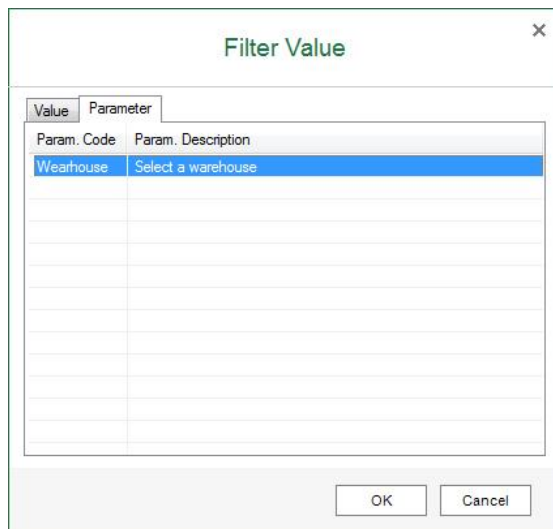 Filter Value
Value Parameter
Param. Code Param. Description
Wearhouse Select a warehouse
OK Cancel